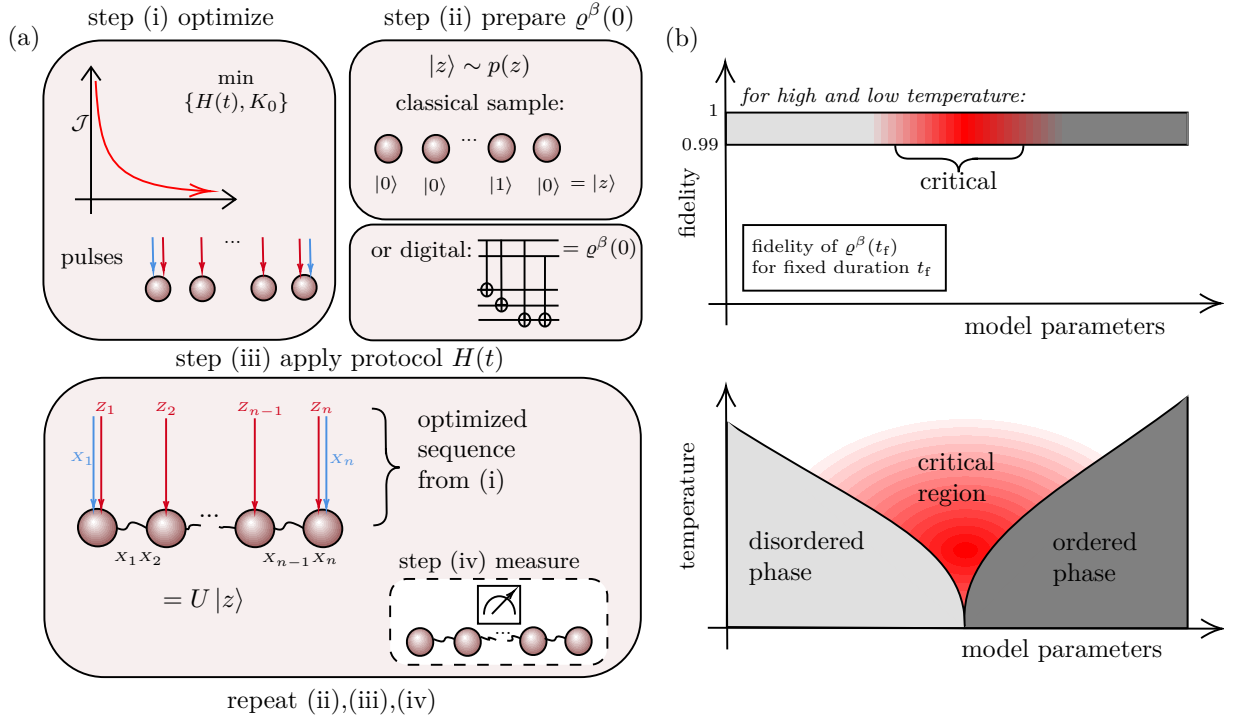 (a)
step (i) optimize
min
{H(t), K₀}
𝒥
pulses
...
step (ii) prepare ϱ^β(0)
|z⟩ ∼ p(z)
classical sample:
...
|0⟩ |0⟩ |1⟩ |0⟩ = |z⟩
or digital: = ϱ^β(0)
step (iii) apply protocol H(t)
Z₁ Z₂ Z_{n−1} Z_n
X₁ X_n
optimized
sequence
from (i)
...
X₁X₂ X_{n−1}X_n
= U |z⟩
step (iv) measure
...
repeat (ii),(iii),(iv)
(b)
for high and low temperature:
1
0.99
critical
fidelity
fidelity of ϱ^β(t_f)
for fixed duration t_f
model parameters
temperature
critical
region
disordered
phase
ordered
phase
model parameters